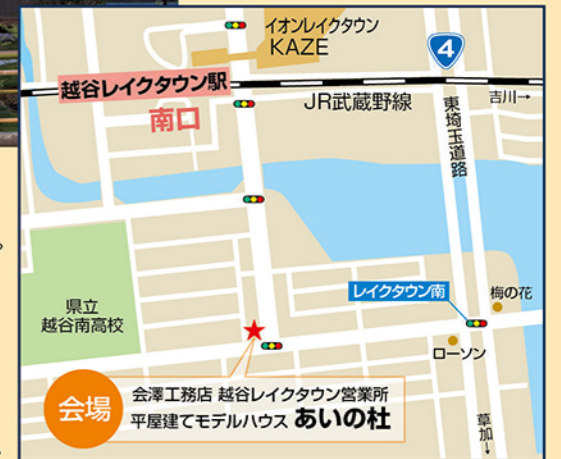 イオンレイクタウン
KAZE
4
越谷レイクタウン駅
南口
JR武蔵野線
吉川→
東埼玉道路
。
県立
越谷南高校
レイクタウン南
梅の花
ローソン
会場
会澤工務店 越谷レイクタウン営業所
平屋建てモデルハウス あいの杜
草加→